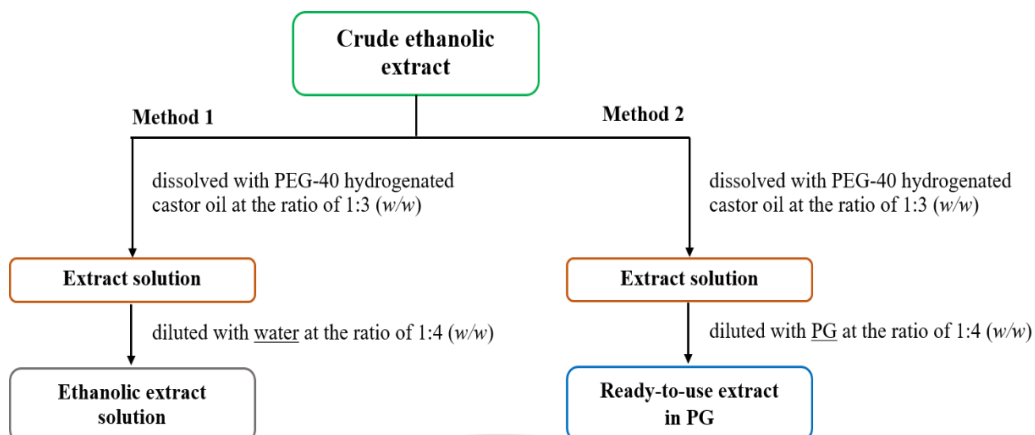 Crude ethanolic
extract
Method 1
Method 2
dissolved with PEG-40 hydrogenated
castor oil at the ratio of 1:3 (w/w)
dissolved with PEG-40 hydrogenated
castor oil at the ratio of 1:3 (w/w)
Extract solution
Extract solution
diluted with water at the ratio of 1:4 (w/w)
diluted with PG at the ratio of 1:4 (w/w)
Ethanolic extract
solution
Ready-to-use extract
in PG